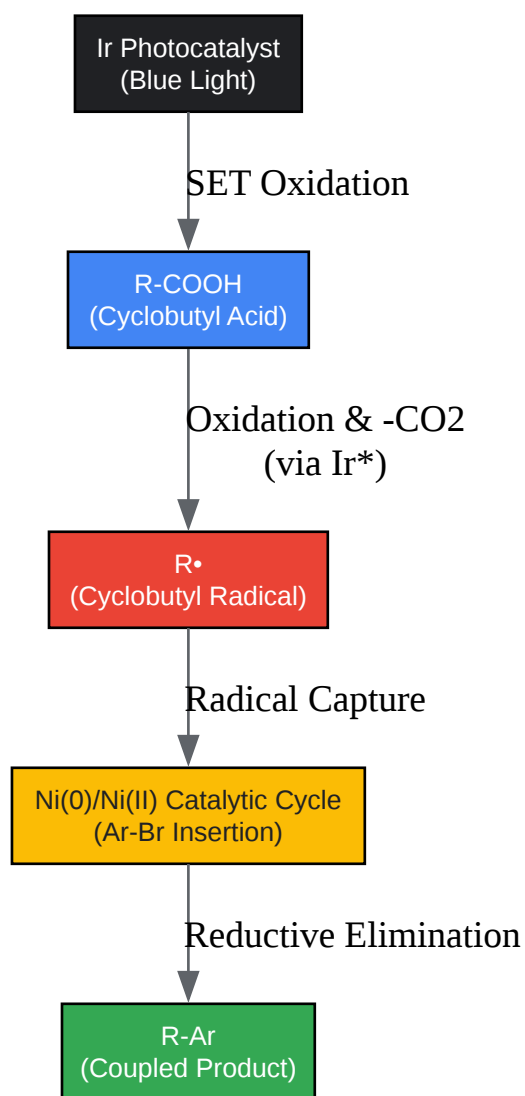 Ir Photocatalyst
(Blue Light)
SET Oxidation
R-COOH
(Cyclobutyl Acid)
Oxidation & -CO2
(via Ir*)
R•
(Cyclobutyl Radical)
Radical Capture
Ni(0)/Ni(II) Catalytic Cycle
(Ar-Br Insertion)
Reductive Elimination
R-Ar
(Coupled Product)